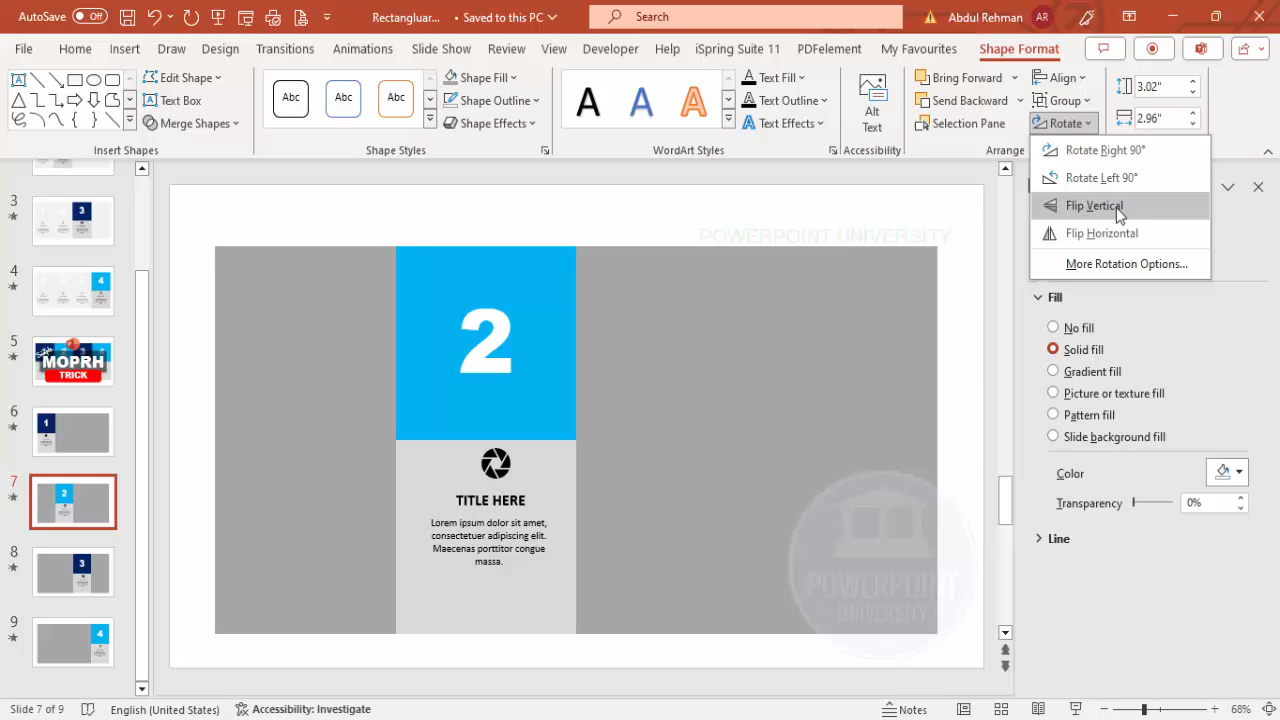 AutoSave Off Rectangluar... • Saved to this PC Search Abdul Rehman AR
File Home Insert Draw Design Transitions Animations Slide Show Review View Developer Help iSpring Suite 11 PDFelement My Favourites Shape Format
Edit Shape Shape Fill Text Fill Bring Forward Align 3.02"
Text Box Abc Abc Abc Shape Outline A A A Text Outline Alt Text Send Backward Group 2.96"
Merge Shapes Shape Effects Text Effects Selection Pane Rotate
Insert Shapes Shape Styles WordArt Styles Accessibility Arrange
Rotate Right 90°
Rotate Left 90°
Flip Vertical
Flip Horizontal
More Rotation Options...
Fill
No fill
Solid fill
Gradient fill
Picture or texture fill
Pattern fill
Slide background fill
Color
Transparency 0%
Line
3
3
4
4
5
MOPRH
TRICK
6
1
7
2
8
3
9
4
POWERPOINT UNIVERSITY
2
TITLE HERE
Lorem ipsum dolor sit amet,
consectetuer adipiscing elit.
Maecenas porttitor congue
massa.
POWERPOINT
UNIVERSITY
Slide 7 of 9 English (United States) Accessibility: Investigate Notes 68%